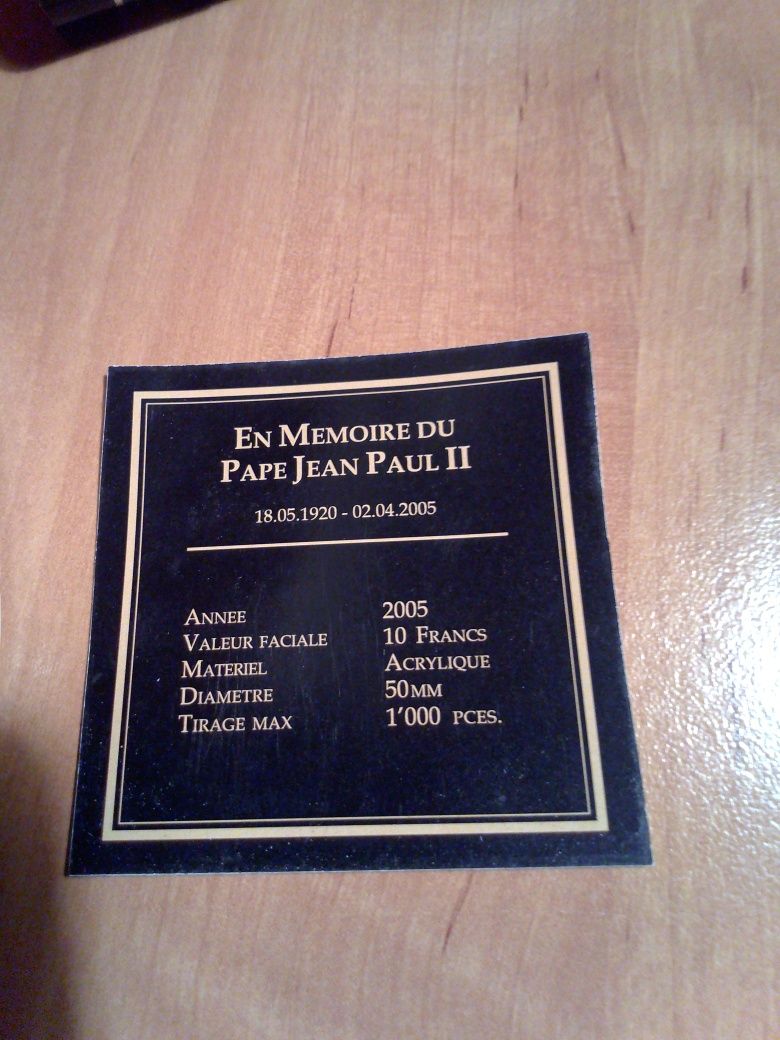 EN MEMOIRE DU
PAPE JEAN PAUL II
18.05.1920 - 02.04.2005
ANNEE 2005
VALEUR FACIALE 10 FRANCS
MATERIEL ACRYLIQUE
DIAMETRE 50MM
TIRAGE MAX 1'000 PCES.